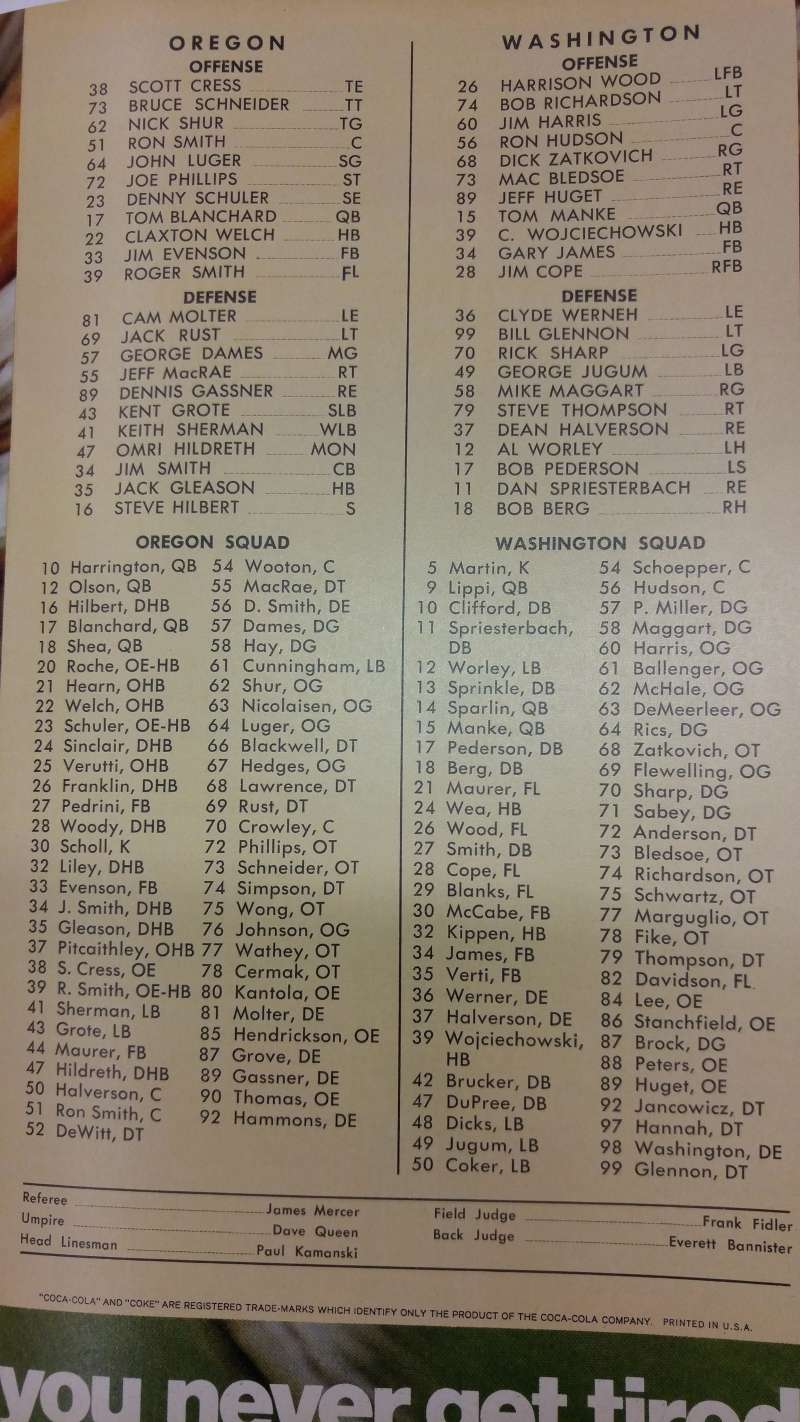 OREGON
OFFENSE
38 SCOTT CRESS TE
73 BRUCE SCHNEIDER TT
62 NICK SHUR TG
51 RON SMITH C
64 JOHN LUGER SG
72 JOE PHILLIPS ST
23 DENNY SCHULER SE
17 TOM BLANCHARD QB
22 CLAXTON WELCH HB
33 JIM EVENSON FB
39 ROGER SMITH FL
DEFENSE
81 CAM MOLTER LE
69 JACK RUST LT
57 GEORGE DAMES MG
55 JEFF MacRAE RT
89 DENNIS GASSNER RE
43 KENT GROTE SLB
41 KEITH SHERMAN WLB
47 OMRI HILDRETH MON
34 JIM SMITH CB
35 JACK GLEASON HB
16 STEVE HILBERT S
OREGON SQUAD
10 Harrington, QB
12 Olson, QB
16 Hilbert, DHB
17 Blanchard, QB
18 Shea, QB
20 Roche, OE-HB
21 Hearn, OHB
22 Welch, OHB
23 Schuler, OE-HB
24 Sinclair, DHB
25 Verutti, OHB
26 Franklin, DHB
27 Pedrini, FB
28 Woody, DHB
30 Scholl, K
32 Liley, DHB
33 Evenson, FB
34 J. Smith, DHB
35 Gleason, DHB
37 Pitcaithley, OHB
38 S. Cress, OE
39 R. Smith, OE-HB
41 Sherman, LB
43 Grote, LB
44 Maurer, FB
47 Hildreth, DHB
50 Halverson, C
51 Ron Smith, C
52 DeWitt, DT
54 Wooton, C
55 MacRae, DT
56 D. Smith, DE
57 Dames, DG
58 Hay, DG
61 Cunningham, LB
62 Shur, OG
63 Nicolaisen, OG
64 Luger, OG
66 Blackwell, DT
67 Hedges, OG
68 Lawrence, DT
69 Rust, DT
70 Crowley, C
72 Phillips, OT
73 Schneider, OT
74 Simpson, DT
75 Wong, OT
76 Johnson, OG
77 Wathey, OT
78 Cermak, OT
80 Kantola, OE
81 Molter, DE
85 Hendrickson, OE
87 Grove, DE
89 Gassner, DE
90 Thomas, OE
92 Hammons, DE
WASHINGTON
OFFENSE
26 HARRISON WOOD LFB
74 BOB RICHARDSON LT
60 JIM HARRIS LG
56 RON HUDSON C
68 DICK ZATKOVICH RG
73 MAC BLEDSOE RT
89 JEFF HUGET RE
15 TOM MANKE QB
39 C. WOJCIECHOWSKI HB
34 GARY JAMES FB
28 JIM COPE RFB
DEFENSE
36 CLYDE WERNEH LE
99 BILL GLENNON LT
70 RICK SHARP LG
49 GEORGE JUGUM LB
58 MIKE MAGGART RG
79 STEVE THOMPSON RT
37 DEAN HALVERSON RE
12 AL WORLEY LH
17 BOB PEDERSON LS
11 DAN SPRIESTERBACH RE
18 BOB BERG RH
WASHINGTON SQUAD
5 Martin, K
9 Lippi, QB
10 Clifford, DB
11 Spriesterbach,
DB
12 Worley, LB
13 Sprinkle, DB
14 Sparlin, QB
15 Manke, QB
17 Pederson, DB
18 Berg, DB
21 Maurer, FL
24 Wea, HB
26 Wood, FL
27 Smith, DB
28 Cope, FL
29 Blanks, FL
30 McCabe, FB
32 Kippen, HB
34 James, FB
35 Verti, FB
36 Werner, DE
37 Halverson, DE
39 Wojciechowski,
HB
42 Brucker, DB
47 DuPree, DB
48 Dicks, LB
49 Jugum, LB
50 Coker, LB
54 Schoepper, C
56 Hudson, C
57 P. Miller, DG
58 Maggart, DG
60 Harris, OG
61 Ballenger, OG
62 McHale, OG
63 DeMeerleer, OG
64 Rics, DG
68 Zatkovich, OT
69 Flewelling, OG
70 Sharp, DG
71 Sabey, DG
72 Anderson, DT
73 Bledsoe, OT
74 Richardson, OT
75 Schwartz, OT
77 Marguglio, OT
78 Fike, OT
79 Thompson, DT
82 Davidson, FL
84 Lee, OE
86 Stanchfield, OE
87 Brock, DG
88 Peters, OE
89 Huget, OE
92 Jancowicz, DT
97 Hannah, DT
98 Washington, DE
99 Glennon, DT
Referee James Mercer
Umpire Dave Queen
Head Linesman Paul Kamanski
Field Judge Frank Fidler
Back Judge Everett Bannister
"COCA-COLA" AND "COKE" ARE REGISTERED TRADE-MARKS WHICH IDENTIFY ONLY THE PRODUCT OF THE COCA-COLA COMPANY. PRINTED IN U.S.A.
you never get tired